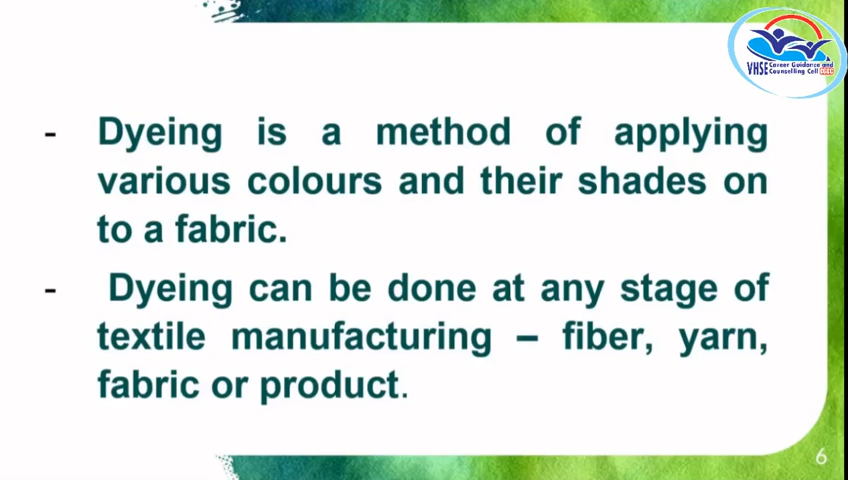 VHSE Career Guidance and
Counselling Cell CGCC
- Dyeing is a method of applying
various colours and their shades on
to a fabric.
- Dyeing can be done at any stage of
textile manufacturing – fiber, yarn,
fabric or product.
6